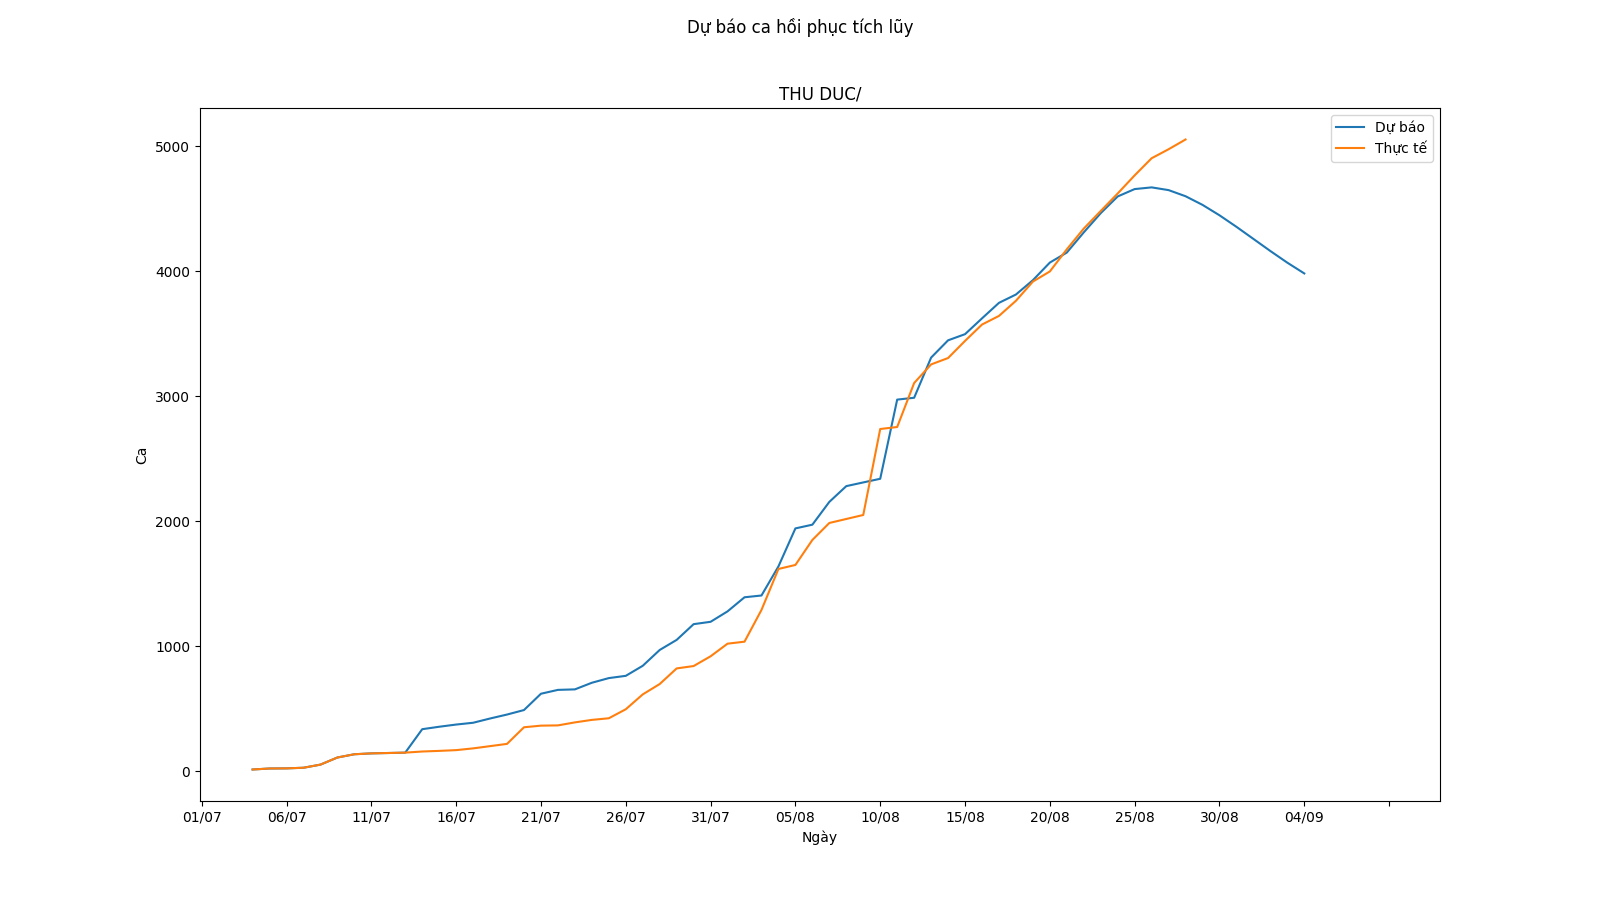 Dự báo ca hồi phục tích lũy
THU DUC/
Dự báo
Thực tế
5000
4000
3000
2000
1000
0
Ca
01/07 06/07 11/07 16/07 21/07 26/07 31/07 05/08 10/08 15/08 20/08 25/08 30/08 04/09
Ngày